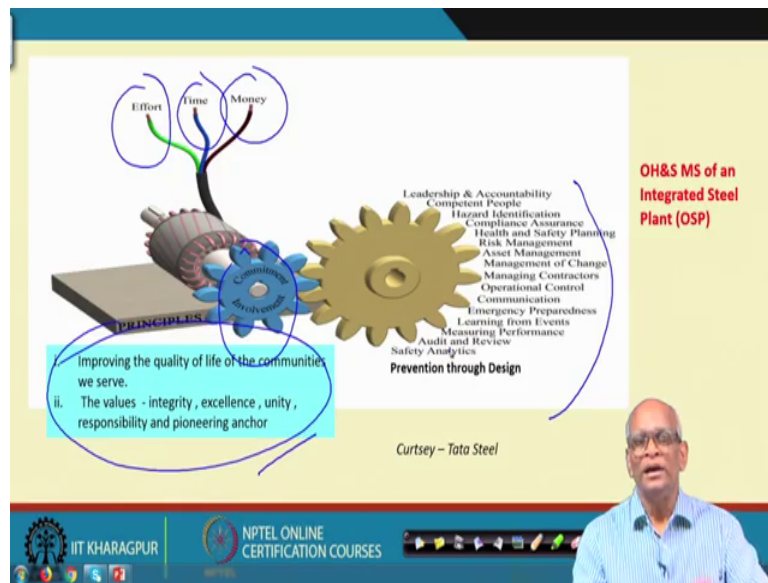 Effort
Time
Money
Leadership & Accountability
Competent People
Hazard Identification
Compliance Assurance
Health and Safety Planning
Risk Management
Asset Management
Management of Change
Managing Contractors
Operational Control
Communication
Emergency Preparedness
Learning from Events
Measuring Performance
Audit and Review
Safety Analytics
Prevention through Design
OH&S MS of an
Integrated Steel
Plant (OSP)
Commitment
Involvement
PRINCIPLES
i. Improving the quality of life of the communities
we serve.
ii. The values - integrity , excellence , unity ,
responsibility and pioneering anchor
Curtsey – Tata Steel
IIT KHARAGPUR
NPTEL ONLINE
CERTIFICATION COURSES
NPTEL